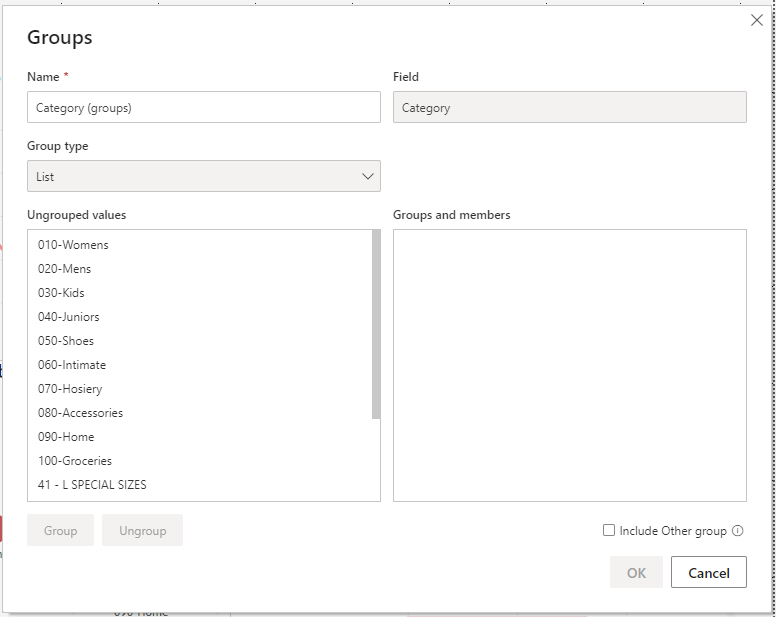 Groups
Name *
Field
Category (groups)
Category
Group type
List
Ungrouped values
Groups and members
010-Womens
020-Mens
030-Kids
040-Juniors
050-Shoes
060-Intimate
070-Hosiery
080-Accessories
090-Home
100-Groceries
41 - L SPECIAL SIZES
Group
Ungroup
Include Other group
OK
Cancel
090-Home